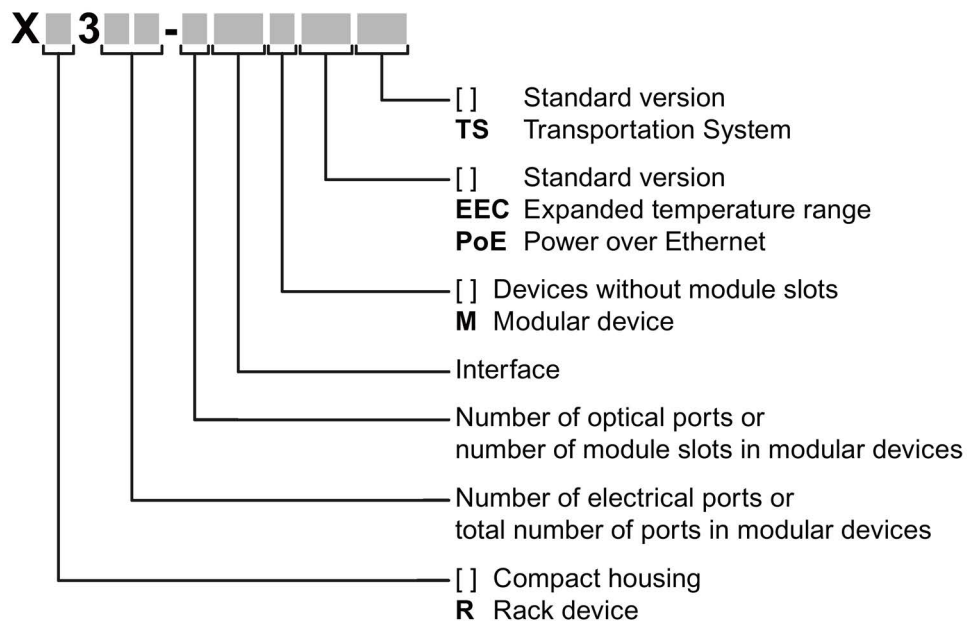 X 3 -
[ ] Standard version
TS Transportation System
[ ] Standard version
EEC Expanded temperature range
PoE Power over Ethernet
[ ] Devices without module slots
M Modular device
Interface
Number of optical ports or
number of module slots in modular devices
Number of electrical ports or
total number of ports in modular devices
[ ] Compact housing
R Rack device